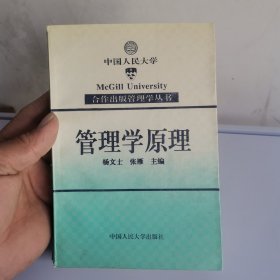 中国人民大学
McGill University
合作出版管理学丛书
管理学原理
杨文士 张雁 主编
中国人民大学出版社